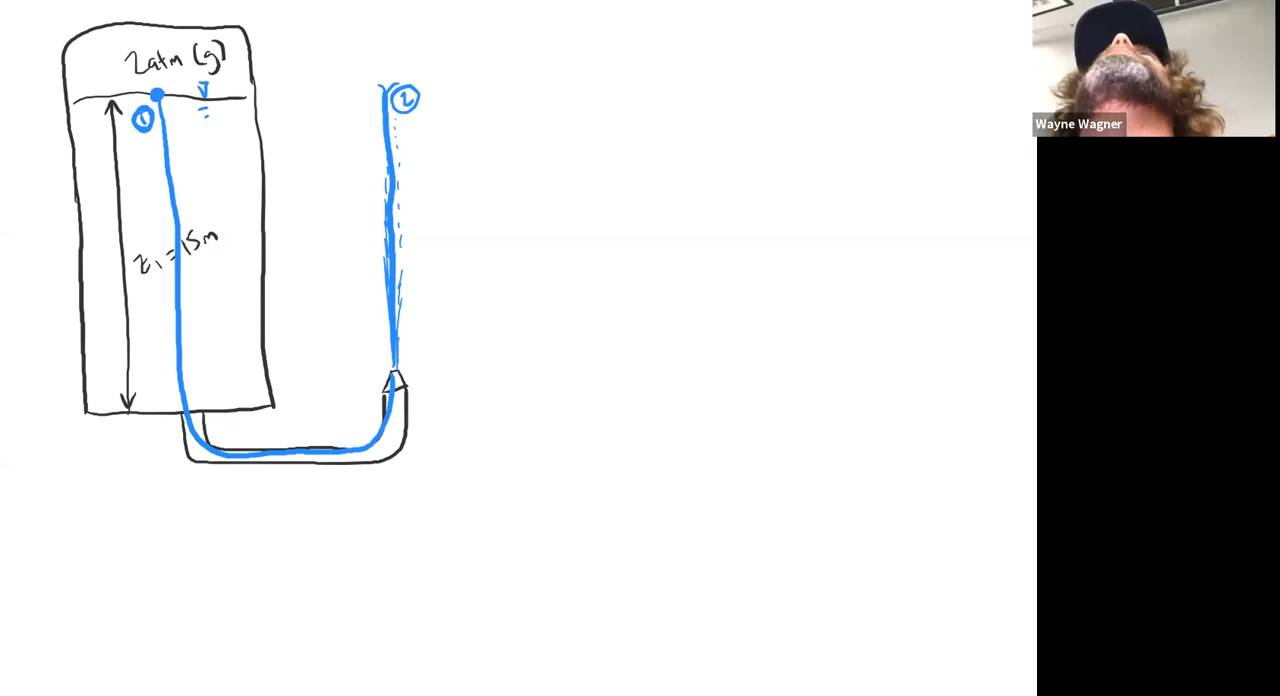 2atm (g)
①
②
z₁ = 15m
Wayne Wagner